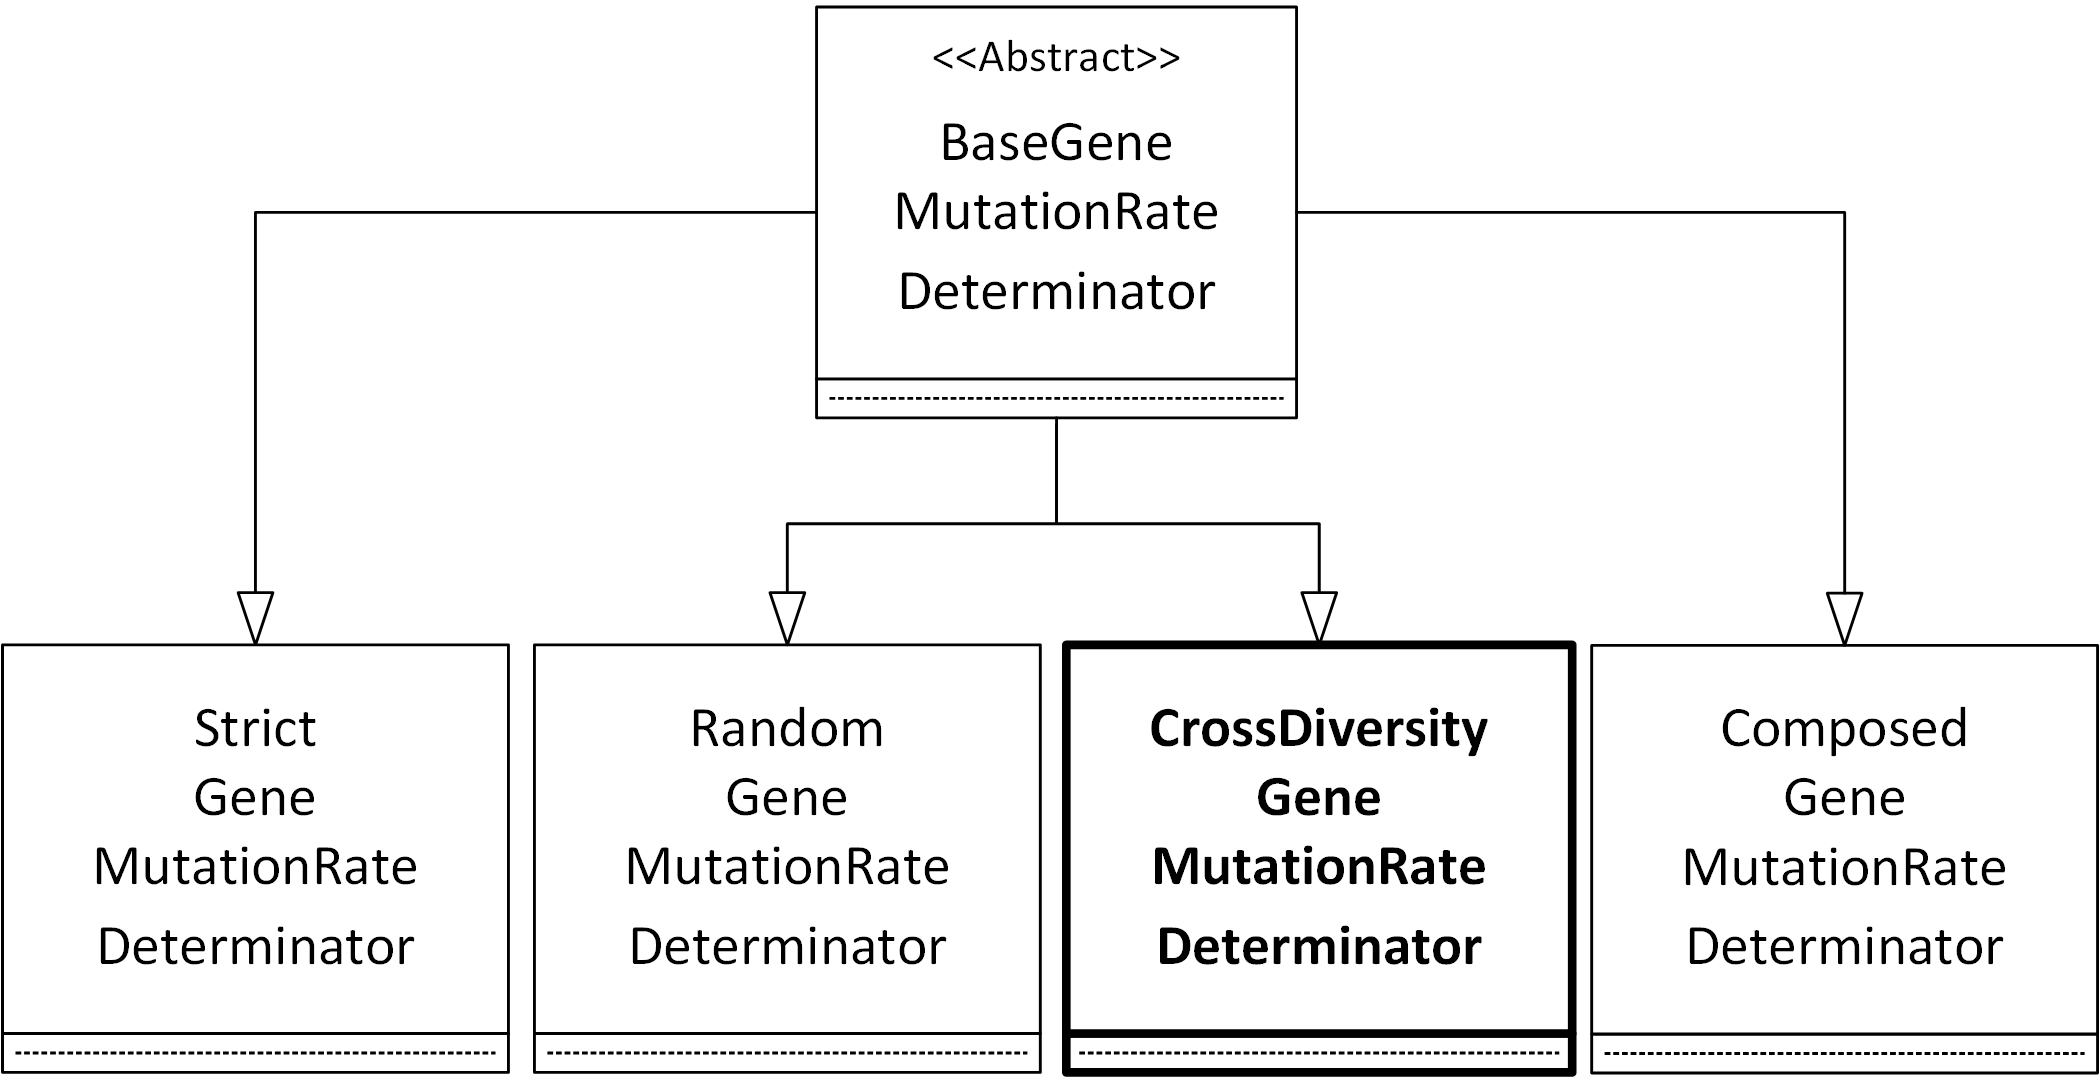 <<Abstract>>
BaseGene
MutationRate
Determinator
Strict
Gene
MutationRate
Determinator
Random
Gene
MutationRate
Determinator
CrossDiversity
Gene
MutationRate
Determinator
Composed
Gene
MutationRate
Determinator